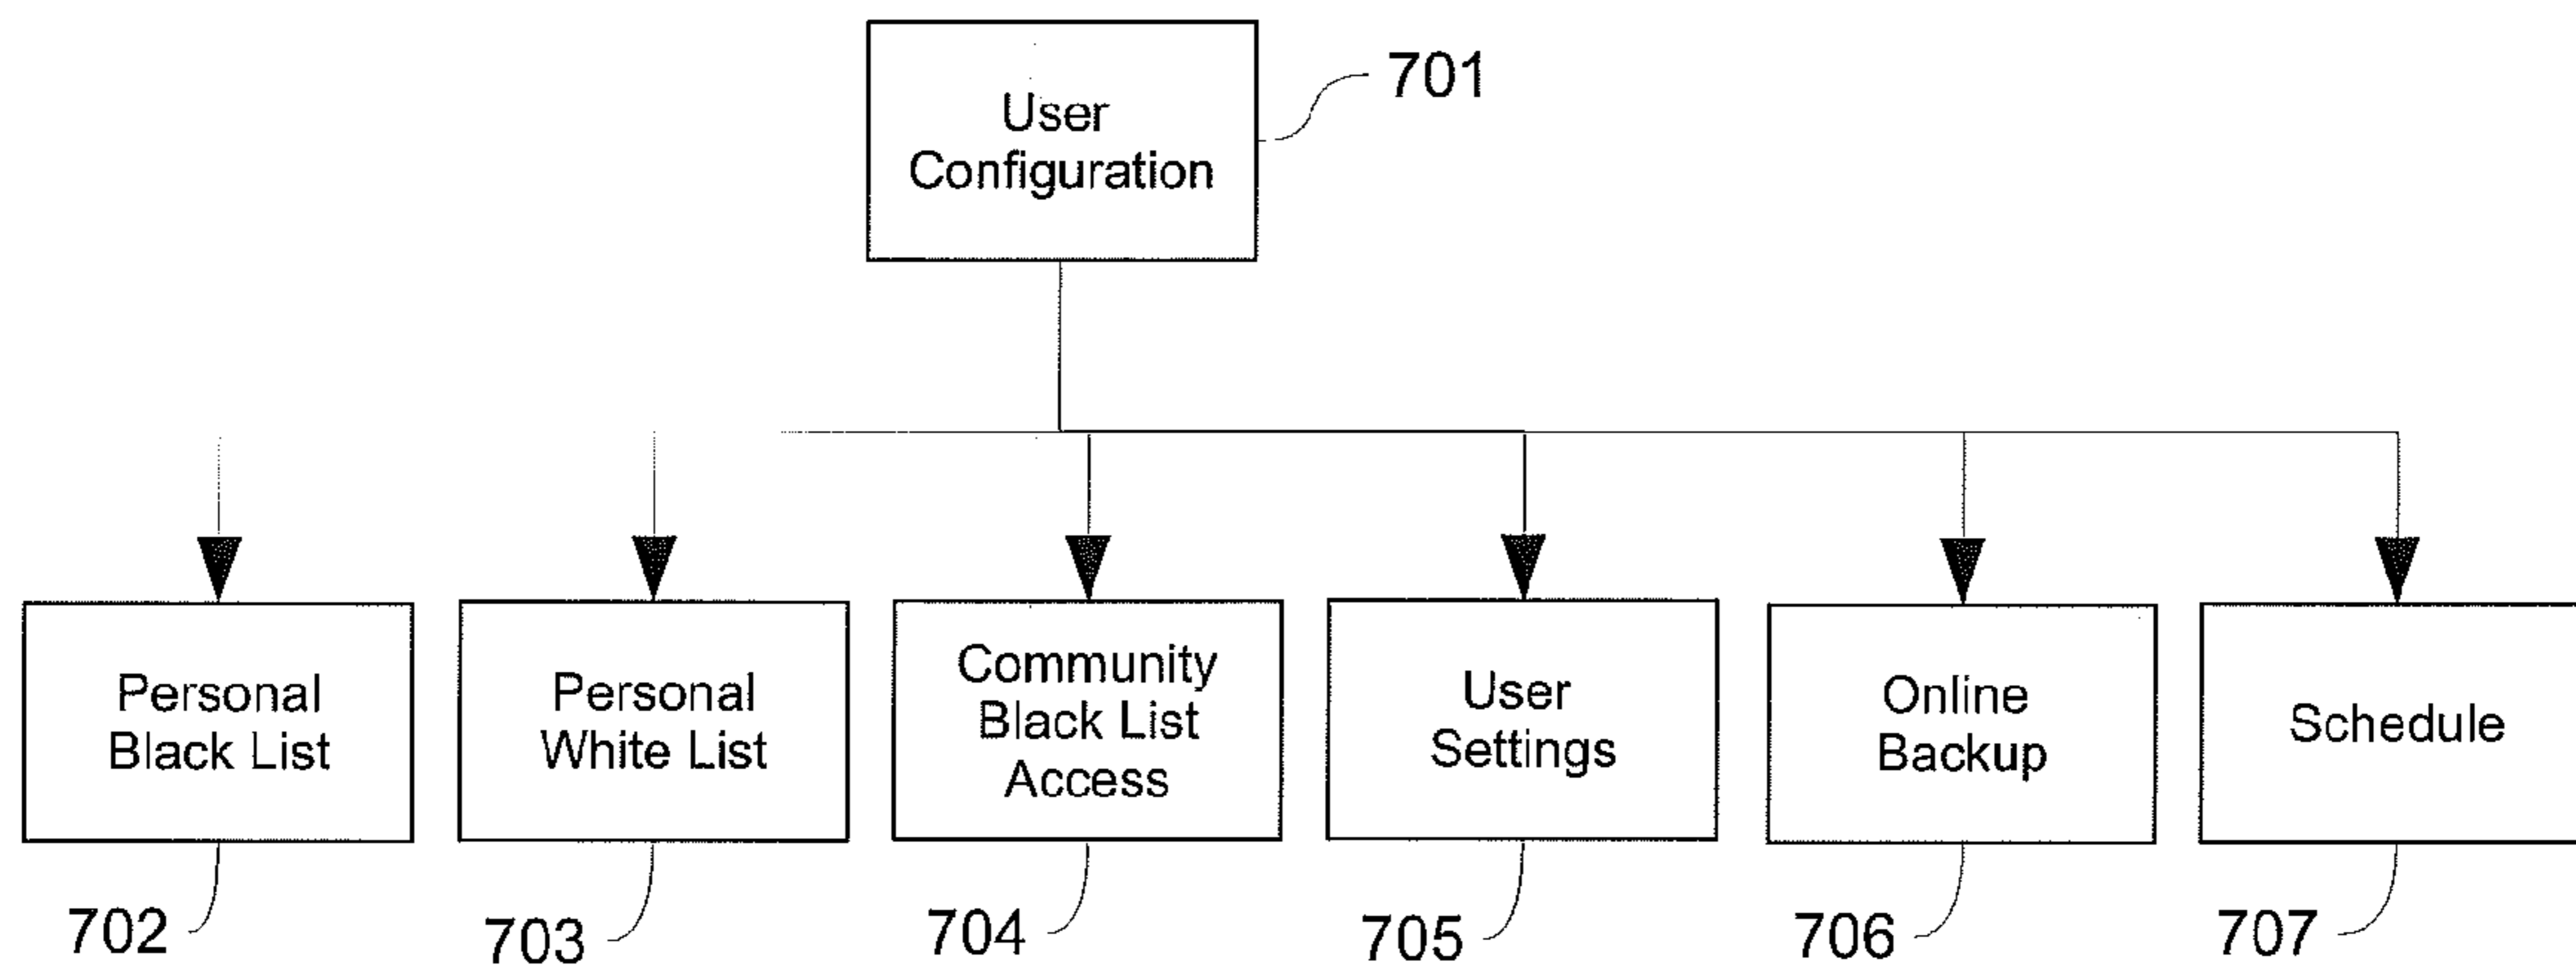 User
Configuration
701
Personal
Black List
Personal
White List
Community
Black List
Access
User
Settings
Online
Backup
Schedule
702
703
704
705
706
707